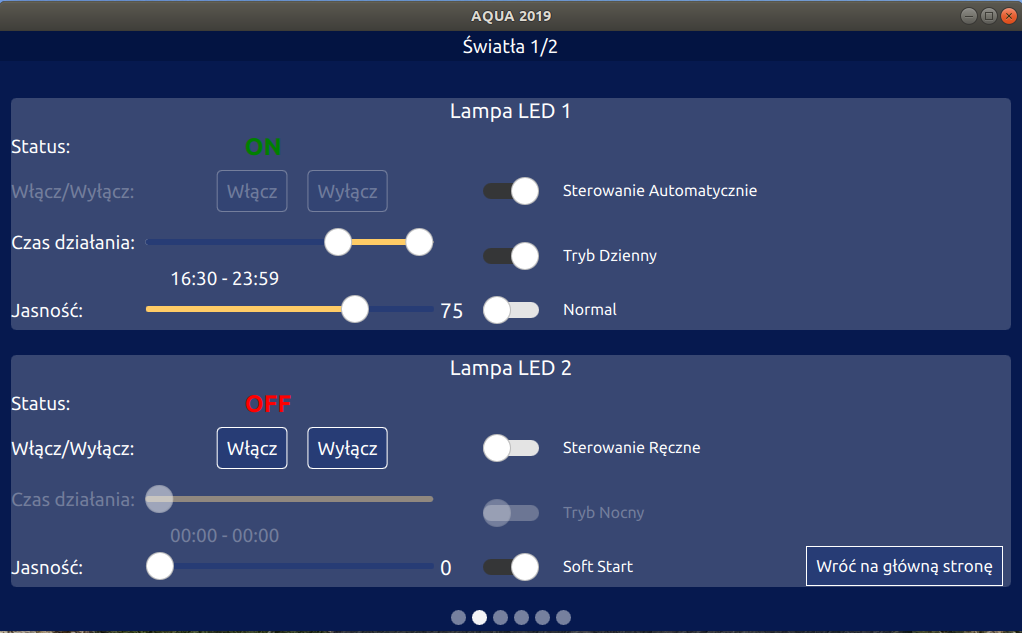 AQUA 2019
Światła 1/2
Lampa LED 1
Status: ON
Włącz/Wyłącz: Włącz Wyłącz Sterowanie Automatycznie
Czas działania: Tryb Dzienny
16:30 - 23:59
Jasność: 75 Normal
Lampa LED 2
Status: OFF
Włącz/Wyłącz: Włącz Wyłącz Sterowanie Ręczne
Czas działania: Tryb Nocny
00:00 - 00:00
Jasność: 0 Soft Start Wróć na główną stronę